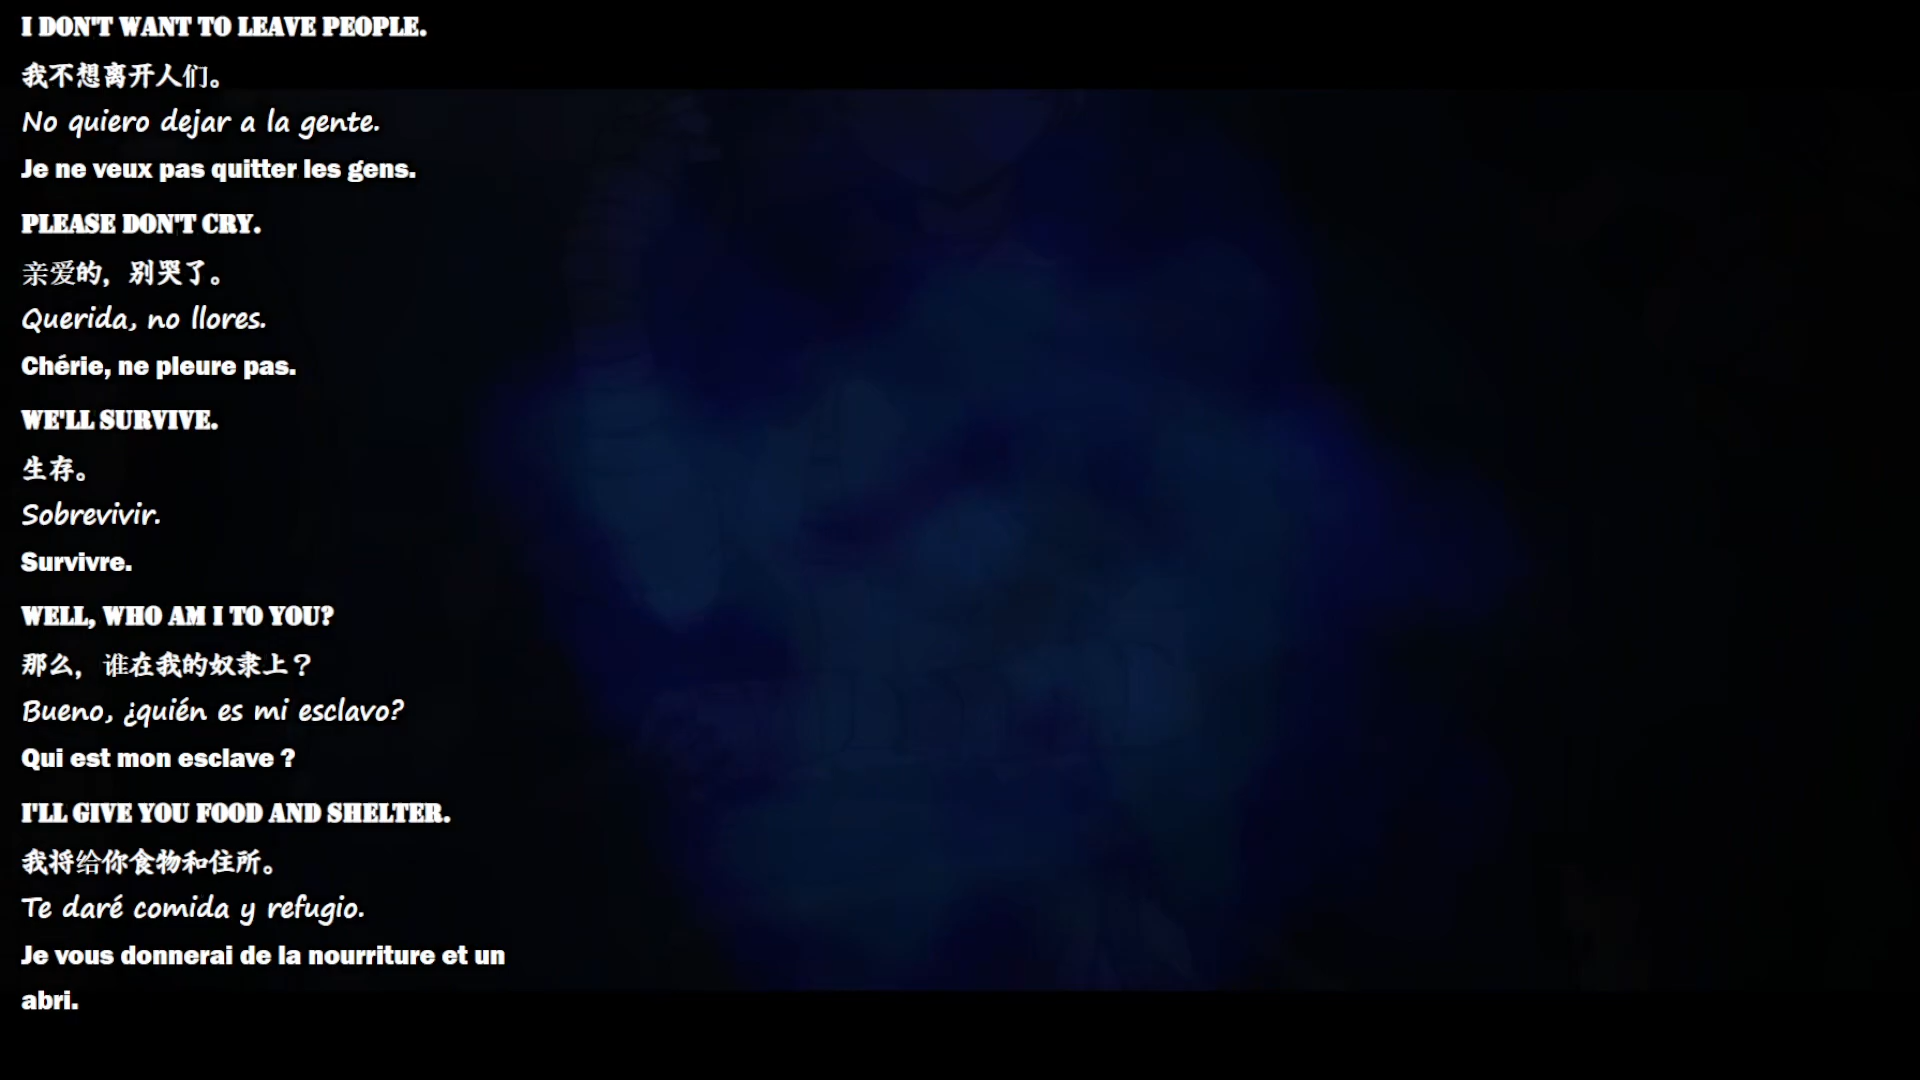 I DON'T WANT TO LEAVE PEOPLE.
我不想离开人们。
No quiero dejar a la gente.
Je ne veux pas quitter les gens.
PLEASE DON'T CRY.
亲爱的，别哭了。
Querida, no llores.
Chérie, ne pleure pas.
WE'LL SURVIVE.
生存。
Sobrevivir.
Survivre.
WELL, WHO AM I TO YOU?
那么，谁在我的奴隶上？
Bueno, ¿quién es mi esclavo?
Qui est mon esclave ?
I'LL GIVE YOU FOOD AND SHELTER.
我将给你食物和住所。
Te daré comida y refugio.
Je vous donnerai de la nourriture et un
abri.